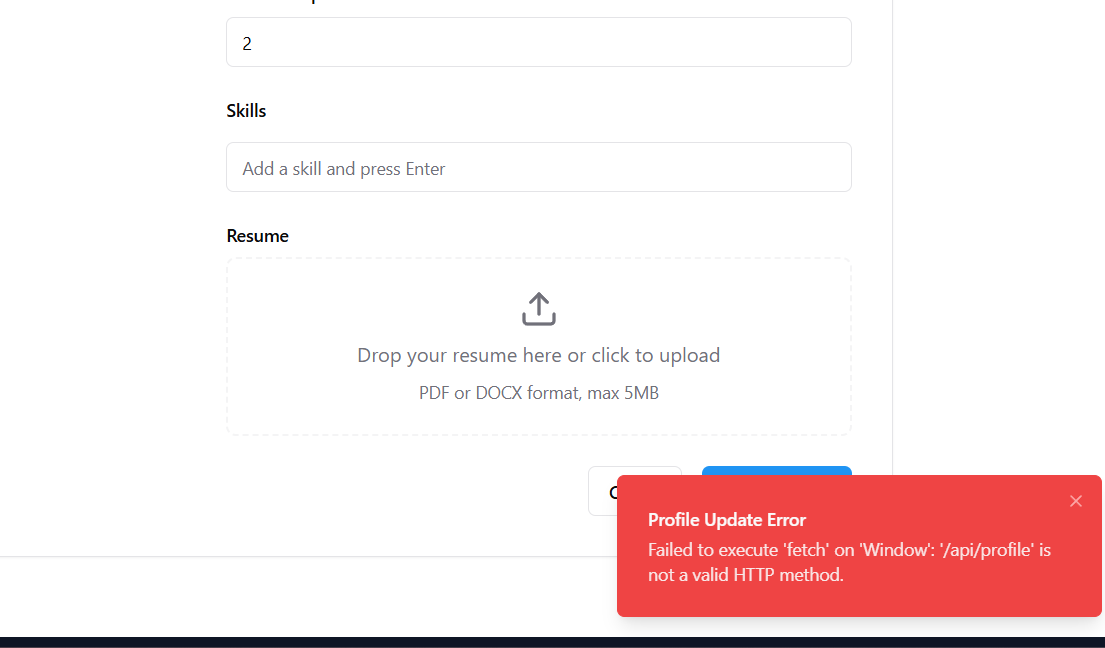 2
Skills
Add a skill and press Enter
Resume
Drop your resume here or click to upload
PDF or DOCX format, max 5MB
Profile Update Error
Failed to execute 'fetch' on 'Window': '/api/profile' is
not a valid HTTP method.